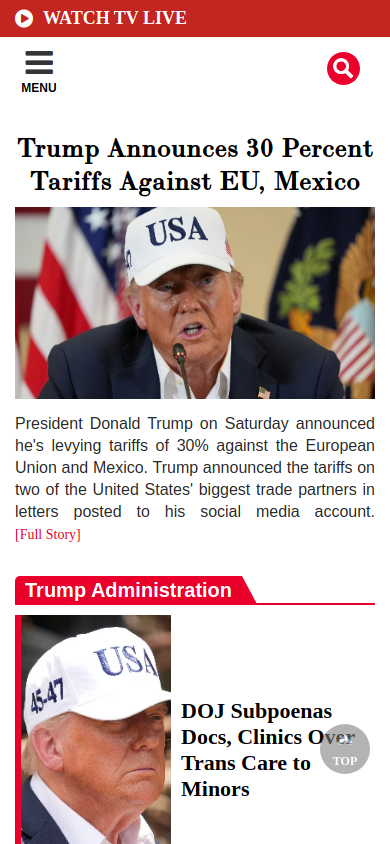 WATCH TV LIVE
MENU
Trump Announces 30 Percent
Tariffs Against EU, Mexico
USA
47
President Donald Trump on Saturday announced
he's levying tariffs of 30% against the European
Union and Mexico. Trump announced the tariffs on
two of the United States' biggest trade partners in
letters posted to his social media account.
[Full Story]
Trump Administration
USA
45-47
DOJ Subpoenas
Docs, Clinics Over
Trans Care to
Minors
TOP